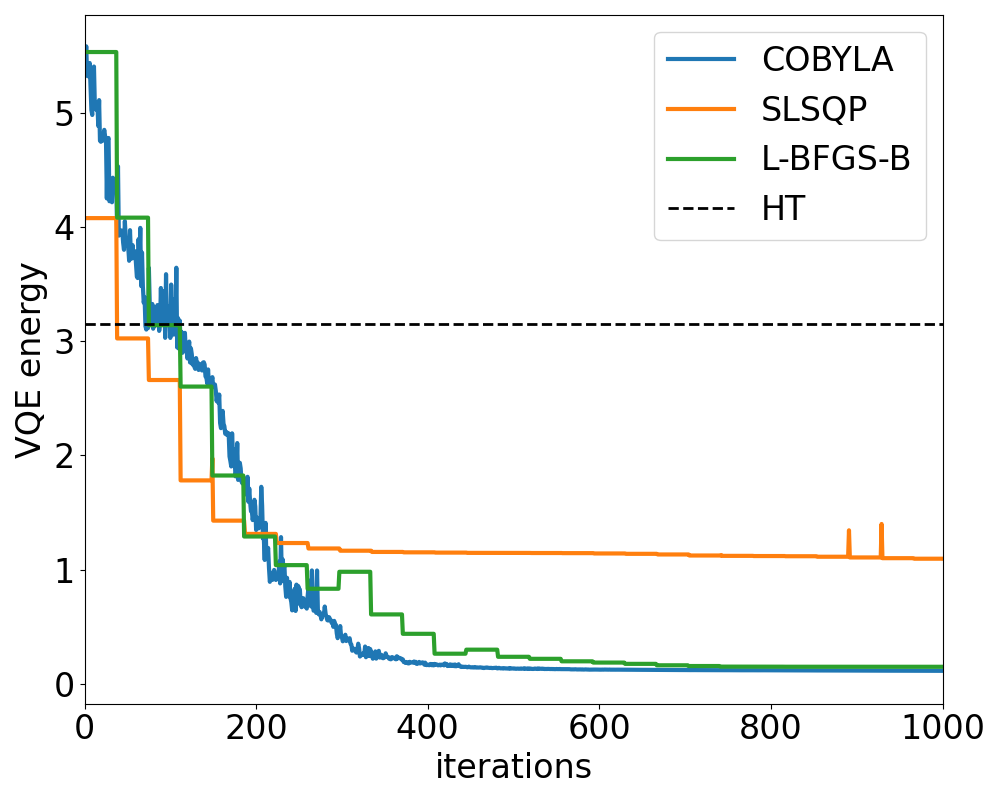 COBYLA
SLSQP
L-BFGS-B
HT
VQE energy
5
4
3
2
1
0
0 200 400 600 800 1000
iterations